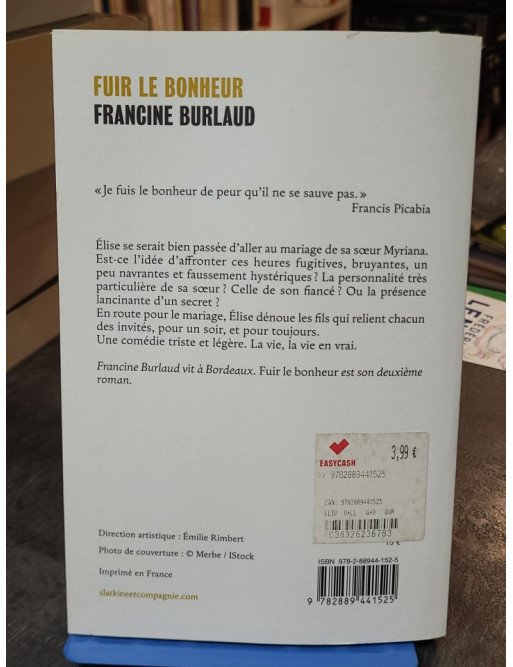 FUIR LE BONHEUR
FRANCINE BURLAUD
« Je fuis le bonheur de peur qu'il ne se sauve pas. »
Francis Picabia
Élise se serait bien passée d'aller au mariage de sa sœur Myriana.
Est-ce l'idée d'affronter ces heures fugitives, bruyantes, un
peu navrantes et faussement hystériques ? La personnalité très
particulière de sa sœur ? Celle de son fiancé ? Ou la présence
lancinante d'un secret ?
En route pour le mariage, Élise dénoue les fils qui relient chacun
des invités, pour un soir, et pour toujours.
Une comédie triste et légère. La vie, la vie en vrai.
Francine Burlaud vit à Bordeaux. Fuir le bonheur est son deuxième
roman.
3,99 €
EASYCASH
>> 9782889441525
EAN: 9782889441525
038326236783
15 €
Direction artistique : Émilie Rimbert
Photo de couverture : © Merbe / IStock
Imprimé en France
slatkineetcompagnie.com
ISBN 978-2-88944-152-5
9 782889 441525